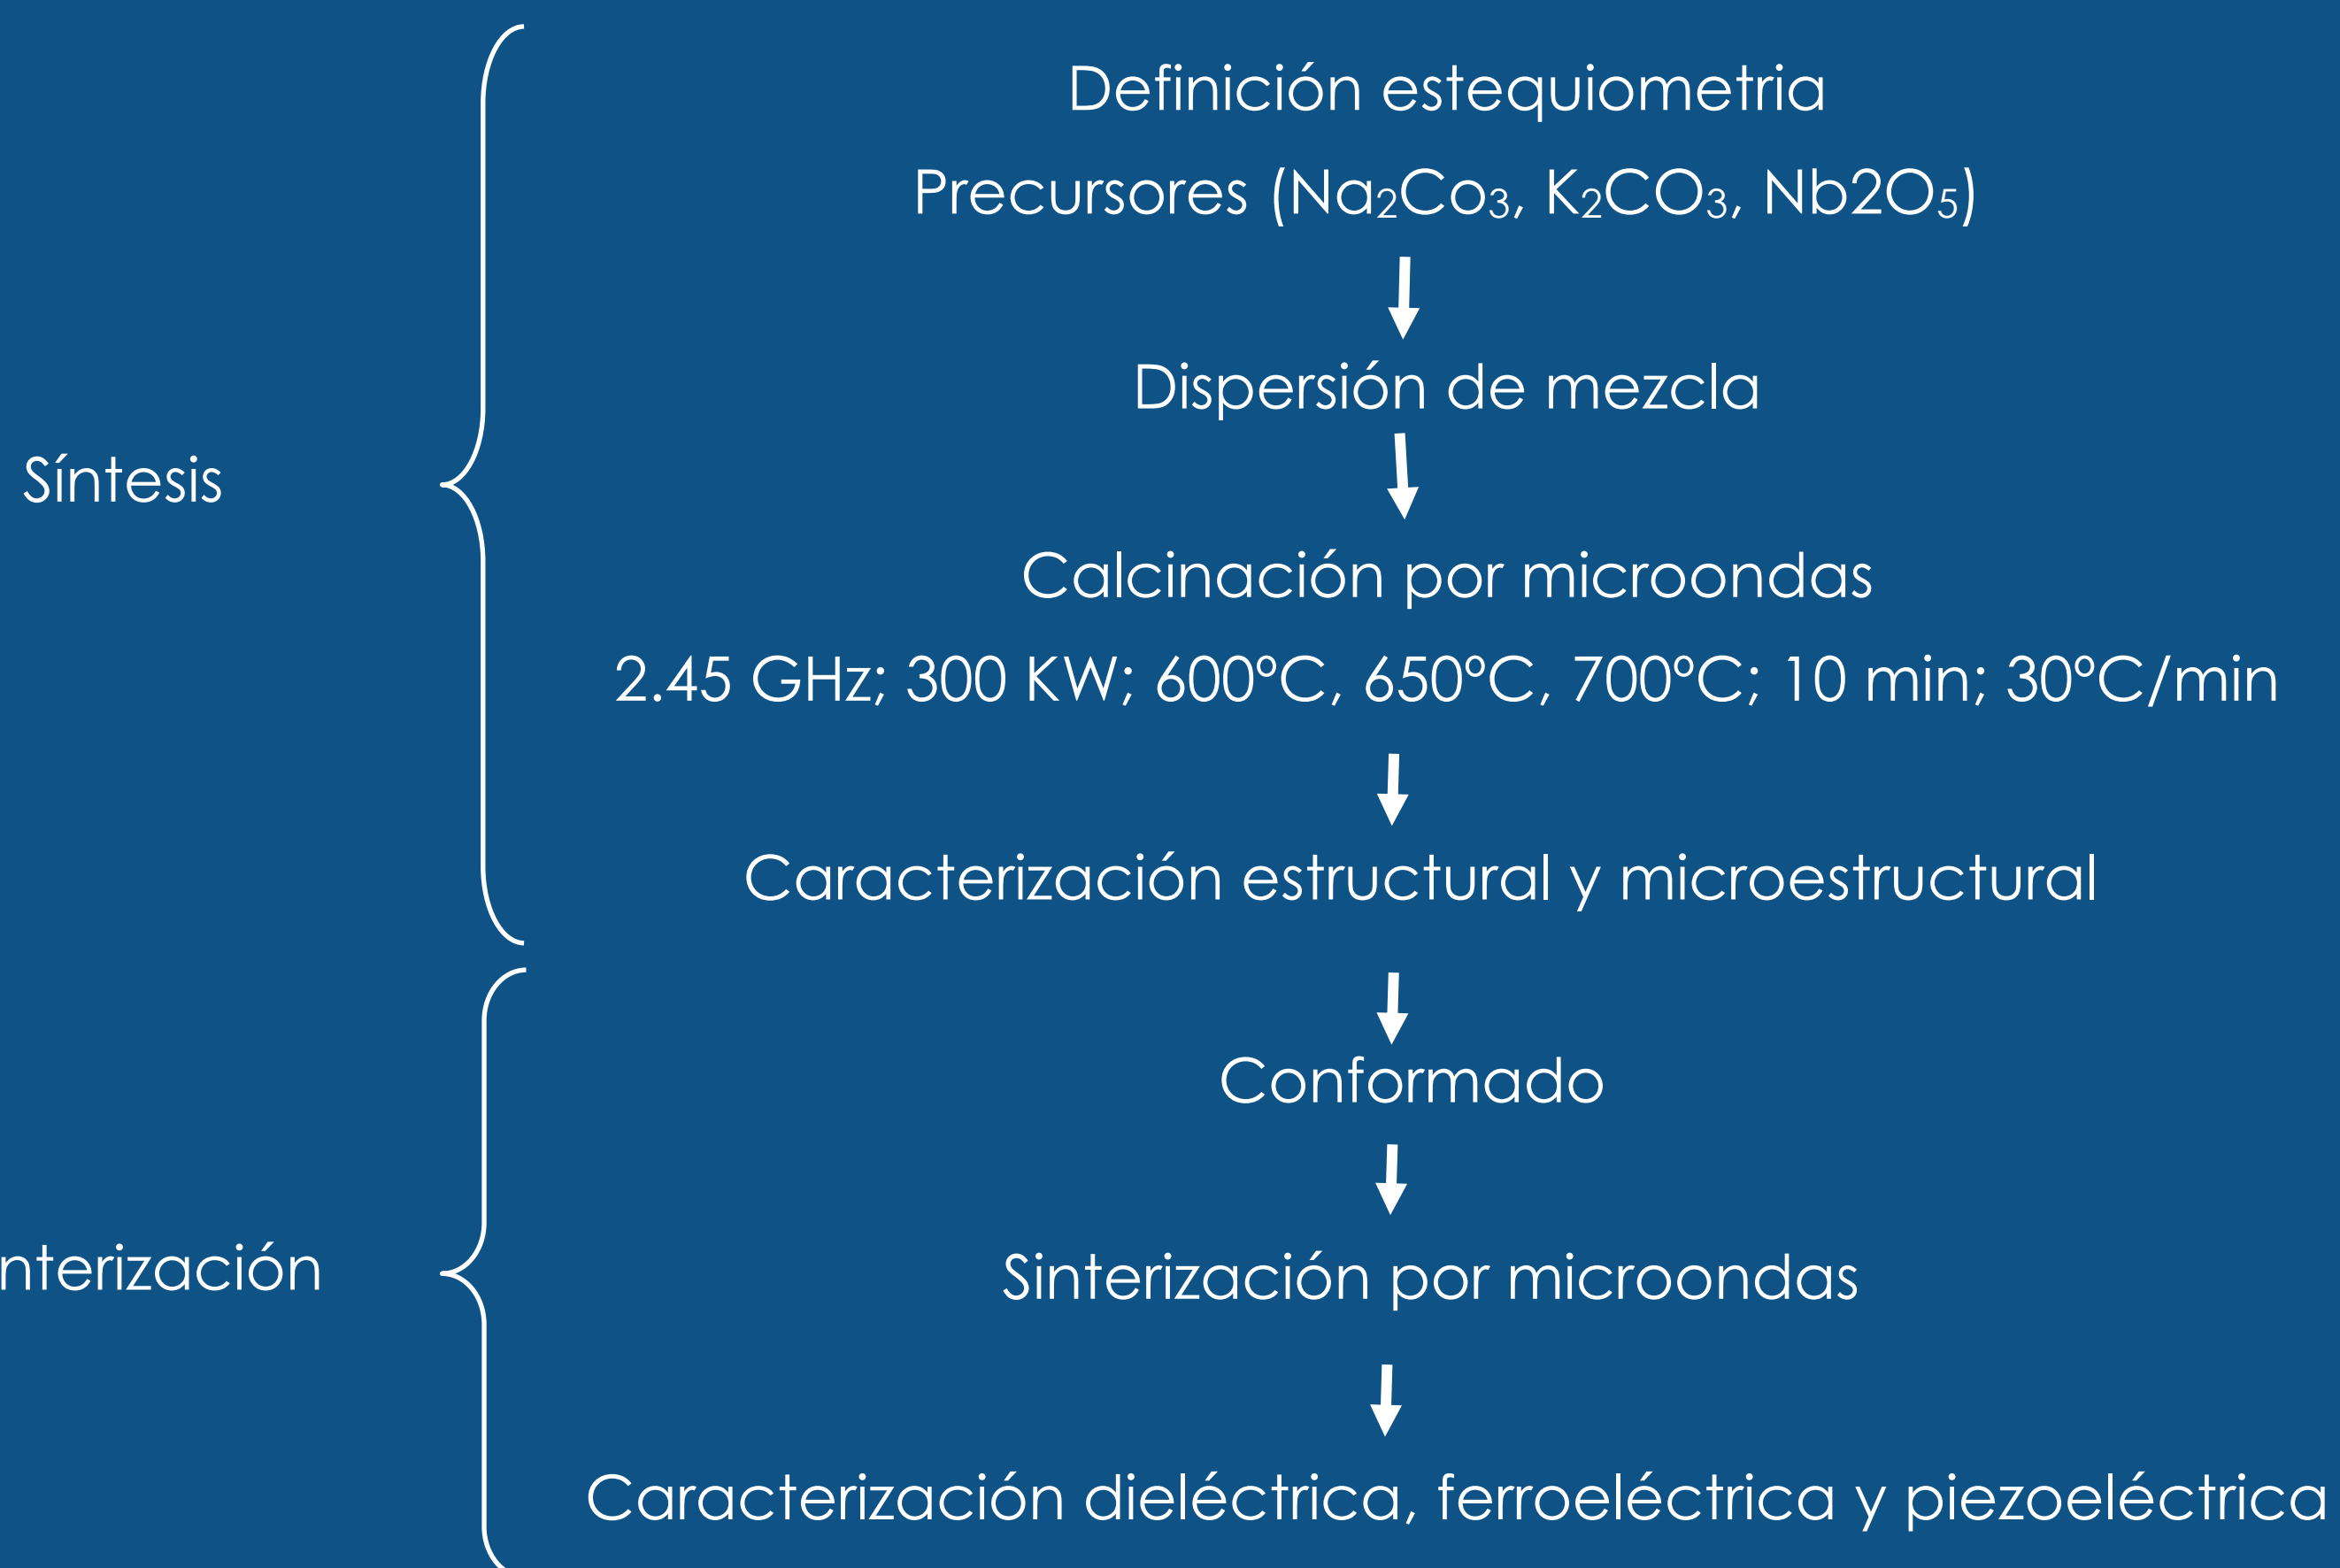 Definición estequiometria
Precursores (Na₂Co₃, K₂CO₃, Nb2O₅)
Dispersión de mezcla
Síntesis
Calcinación por microondas
2.45 GHz; 300 KW; 600°C, 650°C, 700°C; 10 min; 30°C/min
Caracterización estructural y microestructural
Conformado
nterización
Sinterización por microondas
Caracterización dieléctrica, ferroeléctrica y piezoeléctrica